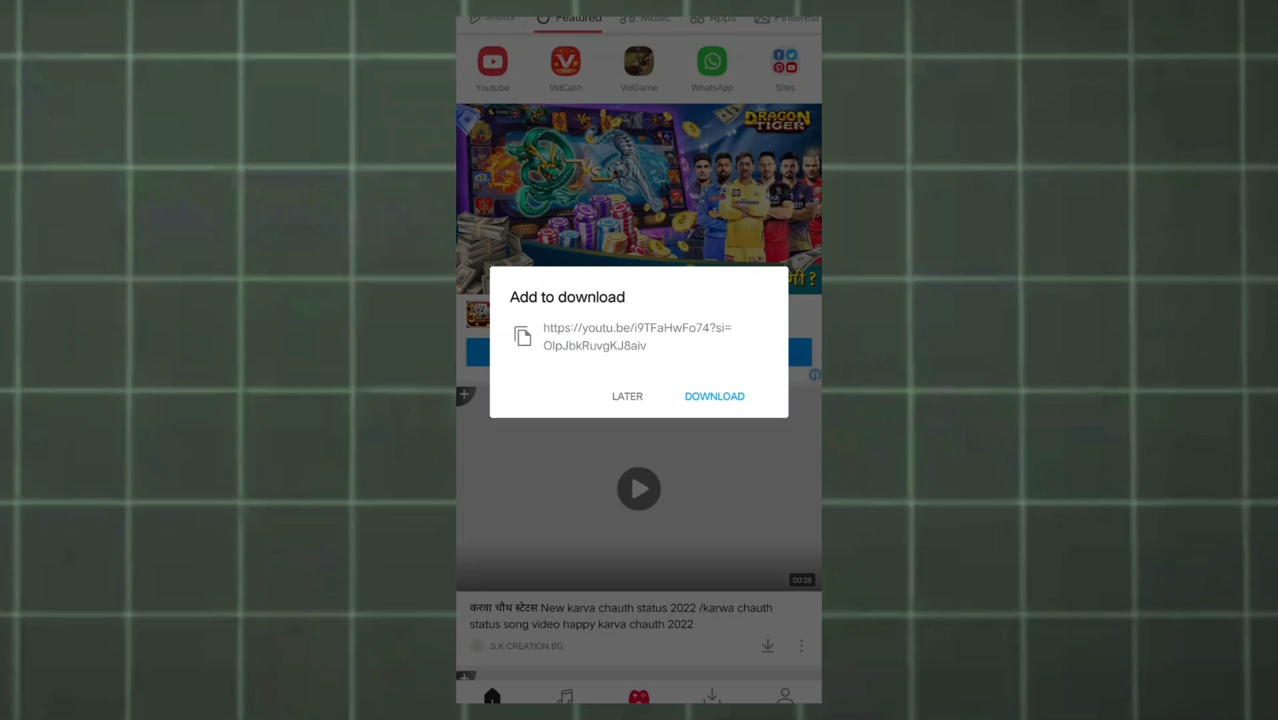 Shorts Featured Music Apps Pinterest
Youtube VidCash VidGame WhatsApp Sites
DRAGON
TIGER
Add to download
https://youtu.be/i9TFaHwFo74?si=
OlpJbkRuvgKJ8aiv
LATER DOWNLOAD
00:28
करवा चौथ स्टेटस New karva chauth status 2022 /karwa chauth
status song video happy karva chauth 2022
S.K CREATION BG